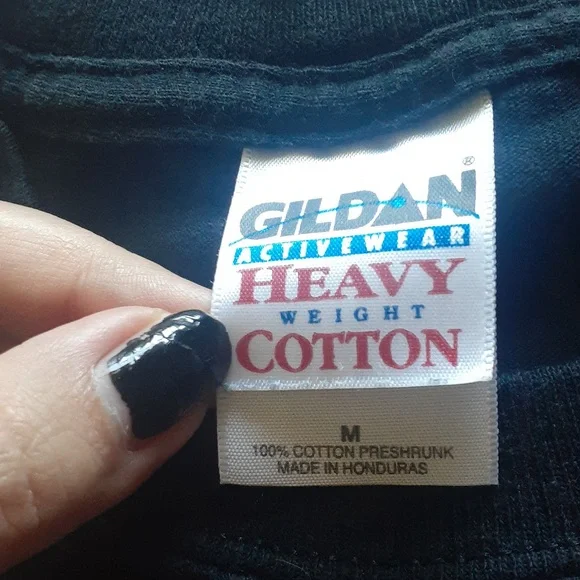 GILDAN®
ACTIVEWEAR
HEAVY
WEIGHT
COTTON
M
100% COTTON PRESHRUNK
MADE IN HONDURAS